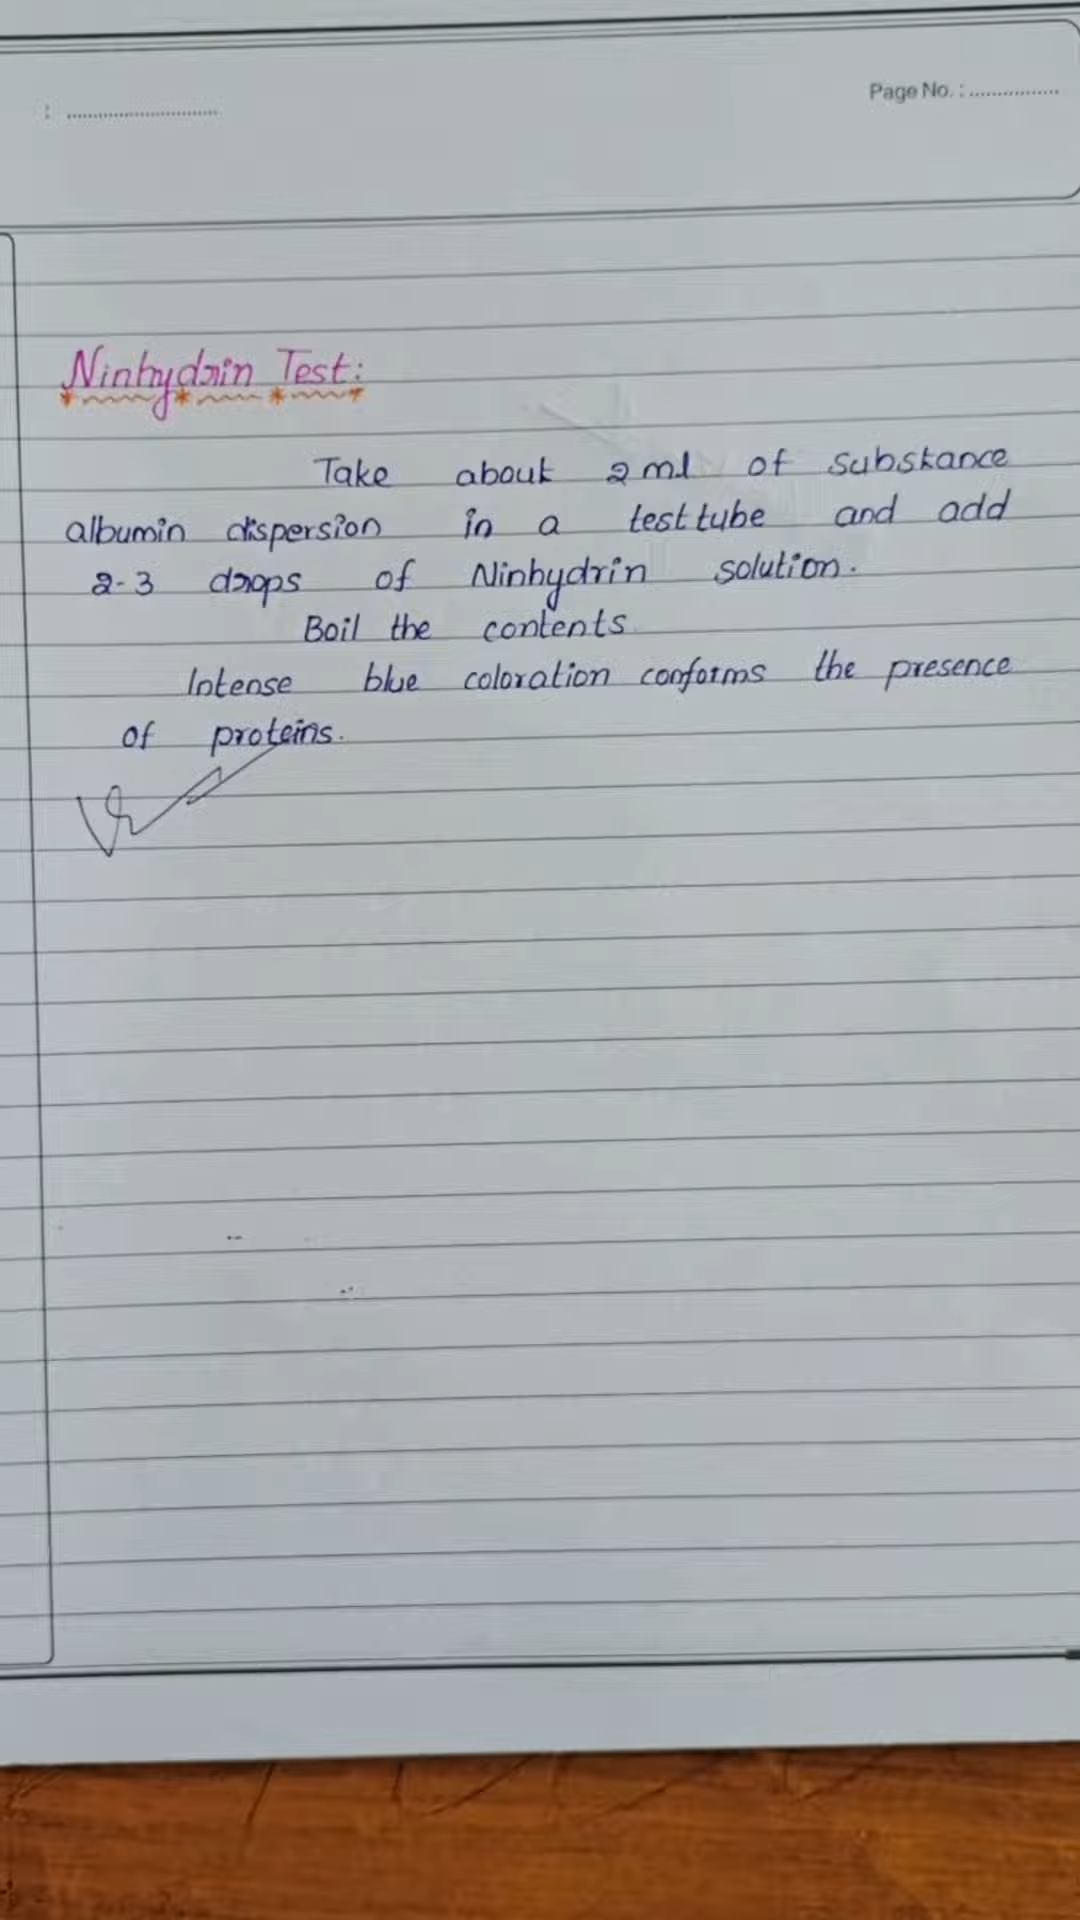 Page No. : ................
: ............................
Ninhydrin Test:
Take about 2 ml of substance
albumin dispersion in a test tube and add
2-3 drops of Ninhydrin solution.
Boil the contents
Intense blue coloration conforms the presence
of proteins.